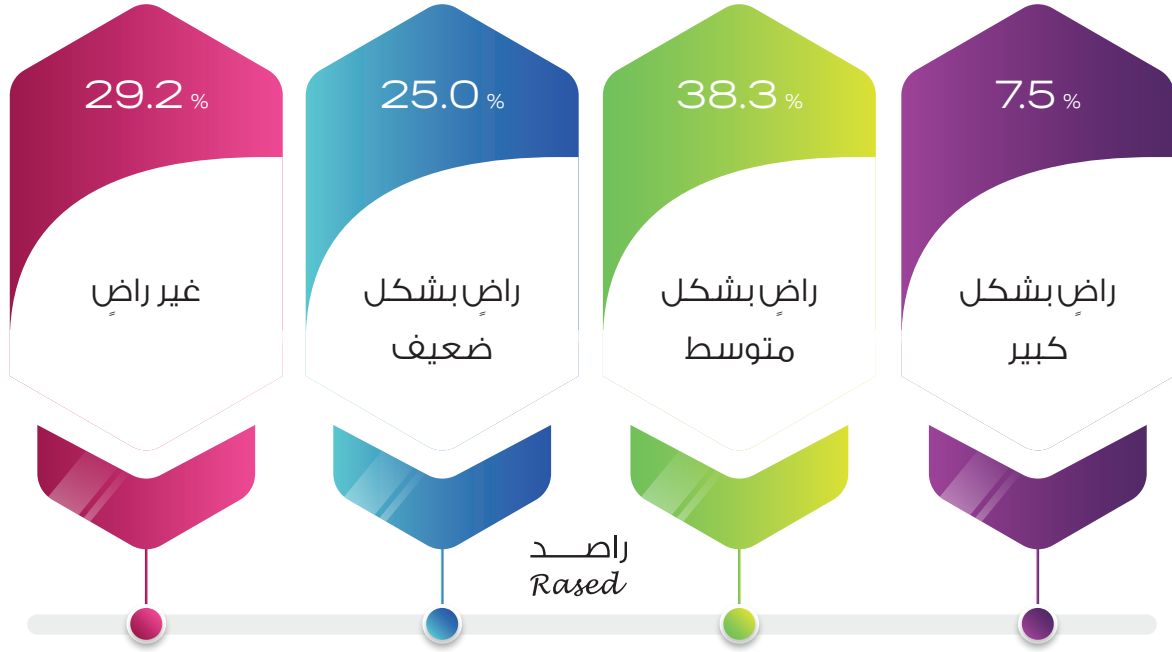 7.5 %
راضٍ بشكل
كبير
38.3 %
راضٍ بشكل
متوسط
25.0 %
راضٍ بشكل
ضعيف
29.2 %
غير راضٍ
راصــــد
Rased